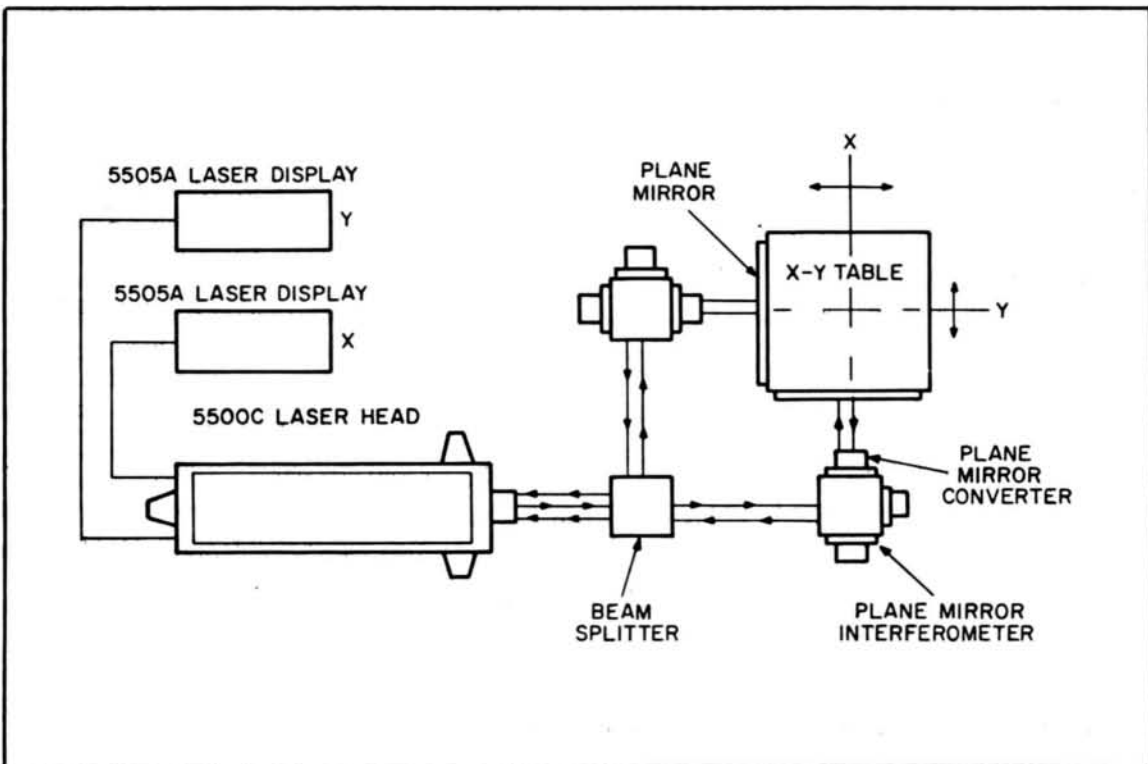 5505A LASER DISPLAY
Y
5505A LASER DISPLAY
X
5500C LASER HEAD
PLANE
MIRROR
X
X-Y TABLE
Y
PLANE
MIRROR
CONVERTER
BEAM
SPLITTER
PLANE MIRROR
INTERFEROMETER